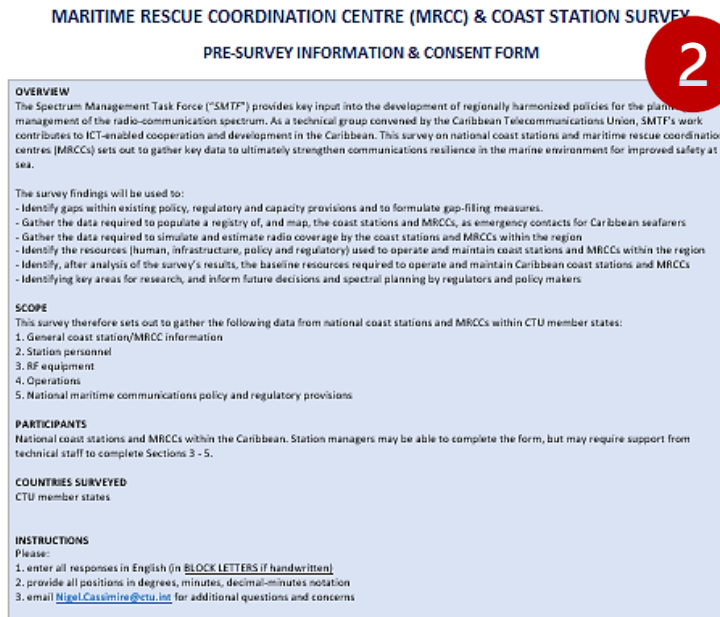 MARITIME RESCUE COORDINATION CENTRE (MRCC) & COAST STATION SURVEY
2
PRE-SURVEY INFORMATION & CONSENT FORM
OVERVIEW
The Spectrum Management Task Force ("SMTF") provides key input into the development of regionally harmonized policies for the
management of the radio-communication spectrum. As a technical group convened by the Caribbean Telecommunications Union, SMTF's work
contributes to ICT-enabled cooperation and development in the Caribbean. This survey on national coast stations and maritime rescue coordination
centres (MRCCs) sets out to gather key data to ultimately strengthen communications resilience in the marine environment for improved safety at
sea.
The survey findings will be used to:
- Identify gaps within existing policy, regulatory and capacity provisions and to formulate gap-filling measures.
- Gather the data required to populate a registry of, and map, the coast stations and MRCCs, as emergency contacts for Caribbean seafarers
- Gather the data required to simulate and estimate radio coverage by the coast stations and MRCCs within the region
- Identify the resources (human, infrastructure, policy and regulatory) used to operate and maintain coast stations and MRCCs within the region
- Identify, after analysis of the survey's results, the baseline resources required to operate and maintain Caribbean coast stations and MRCCs
- Identifying key areas for research, and inform future decisions and spectral planning by regulators and policy makers
SCOPE
This survey therefore sets out to gather the following data from national coast stations and MRCCs within CTU member states:
1. General coast station/MRCC information
2. Station personnel
3. RF equipment
4. Operations
5. National maritime communications policy and regulatory provisions
PARTICIPANTS
National coast stations and MRCCs within the Caribbean. Station managers may be able to complete the form, but may require support from
technical staff to complete Sections 3 - 5.
COUNTRIES SURVEYED
CTU member states
INSTRUCTIONS
Please:
1. enter all responses in English (in BLOCK LETTERS if handwritten)
2. provide all positions in degrees, minutes, decimal-minutes notation
3. email Nigel.Cassimire@ctu.int for additional questions and concerns